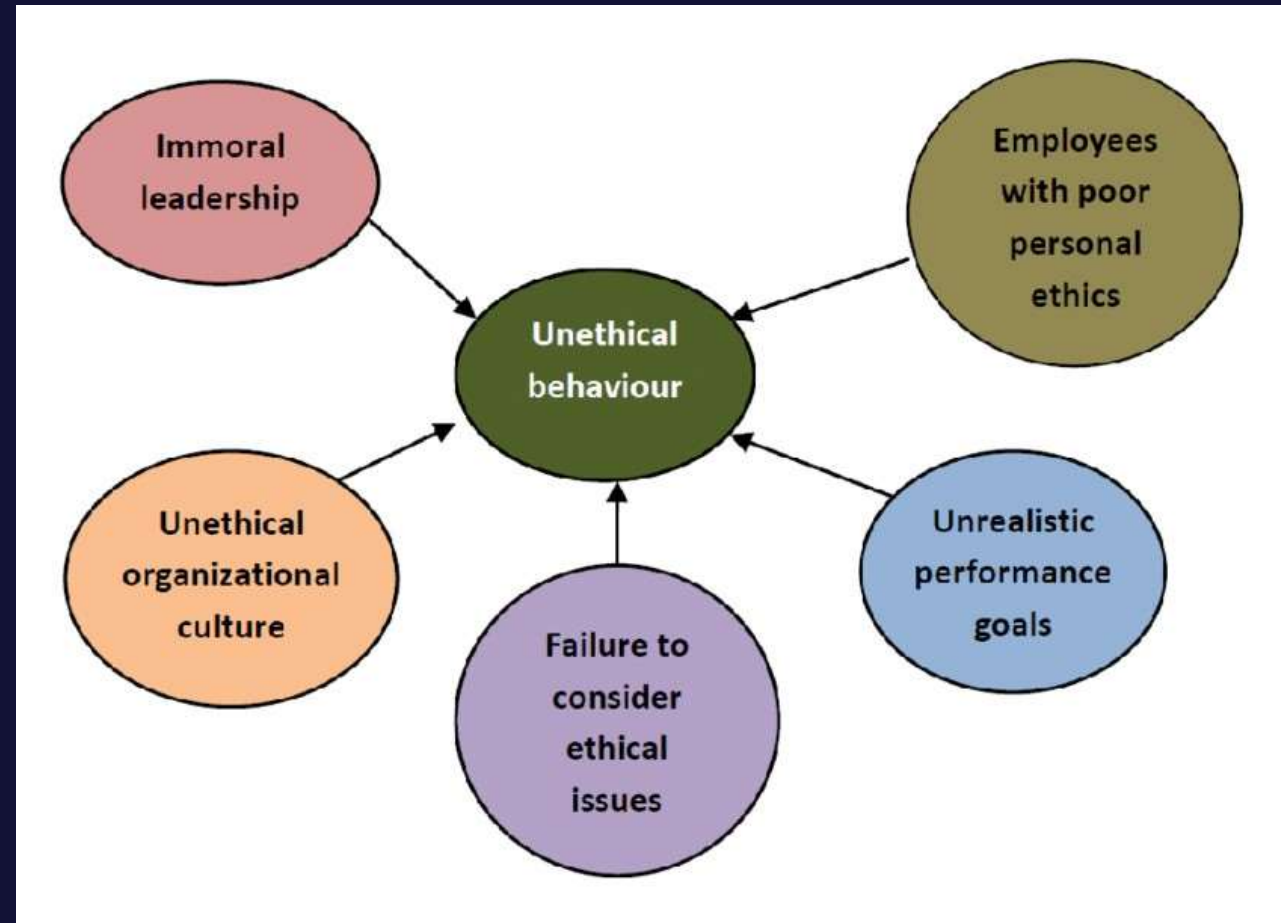 Immoral
leadership
Employees
with poor
personal
ethics
Unethical
behaviour
Unethical
organizational
culture
Failure to
consider
ethical
issues
Unrealistic
performance
goals